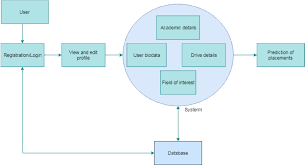 User
Academic details
Registration/Login
View and edit
profile
User biodata
Drive details
Prediction of
placements
Field of interest
System
Database